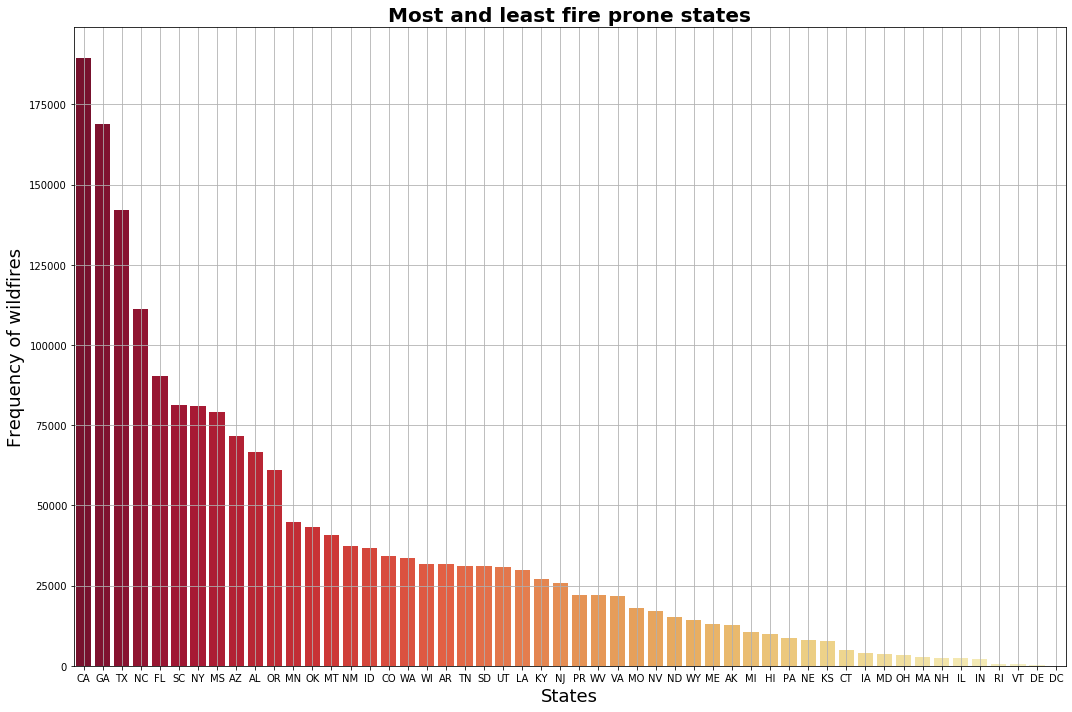 Most and least fire prone states
Frequency of wildfires
175000
150000
125000
100000
75000
50000
25000
0
CA GA TX NC FL SC NY MS AZ AL OR MN OK MT NM ID CO WA WI AR TN SD UT LA KY NJ PR WV VA MO NV ND WY ME AK MI HI PA NE KS CT IA MD OH MA NH IL IN RI VT DE DC
States